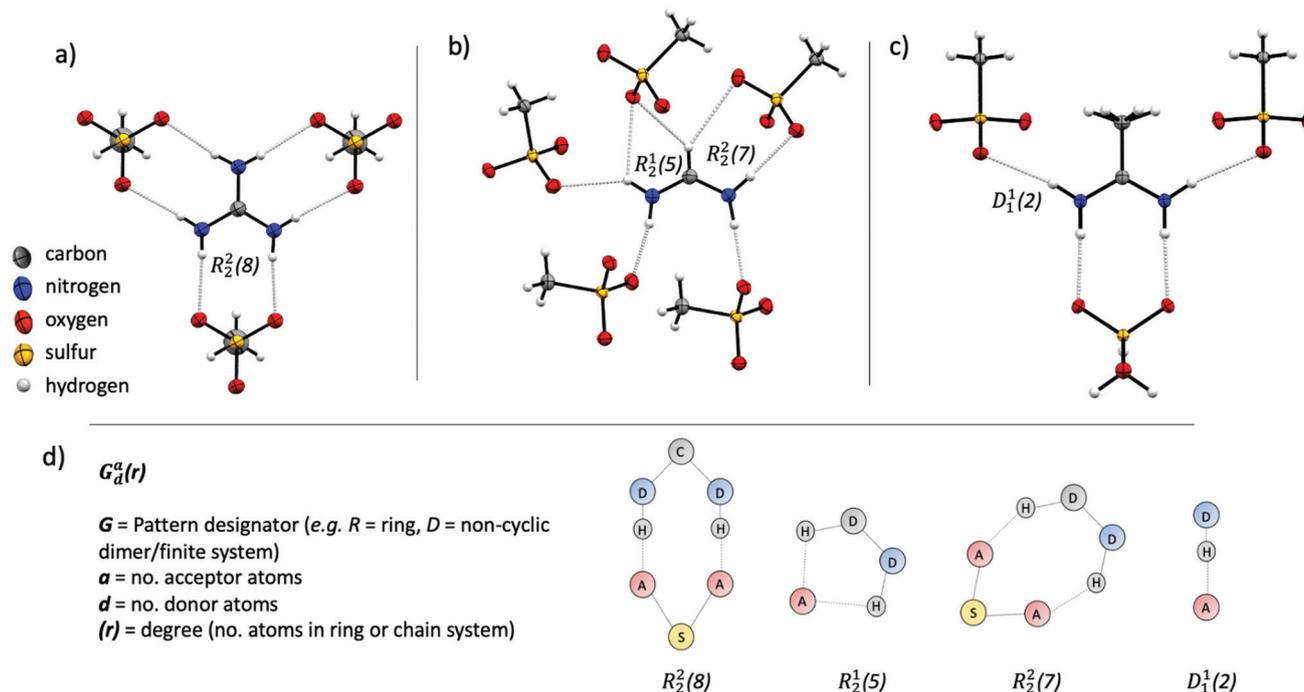 a)
b)
c)
R₂²(8)
R₂¹(5)
R₂²(7)
D₁¹(2)
carbon
nitrogen
oxygen
sulfur
hydrogen
d)
G_d^a(r)
G = Pattern designator (e.g. R = ring, D = non-cyclic
dimer/finite system)
a = no. acceptor atoms
d = no. donor atoms
(r) = degree (no. atoms in ring or chain system)
C
D D
H H
A A
S
H D
D
A H
H D
D
A
H
S A
D
H
A
R₂²(8) R₂¹(5) R₂²(7) D₁¹(2)